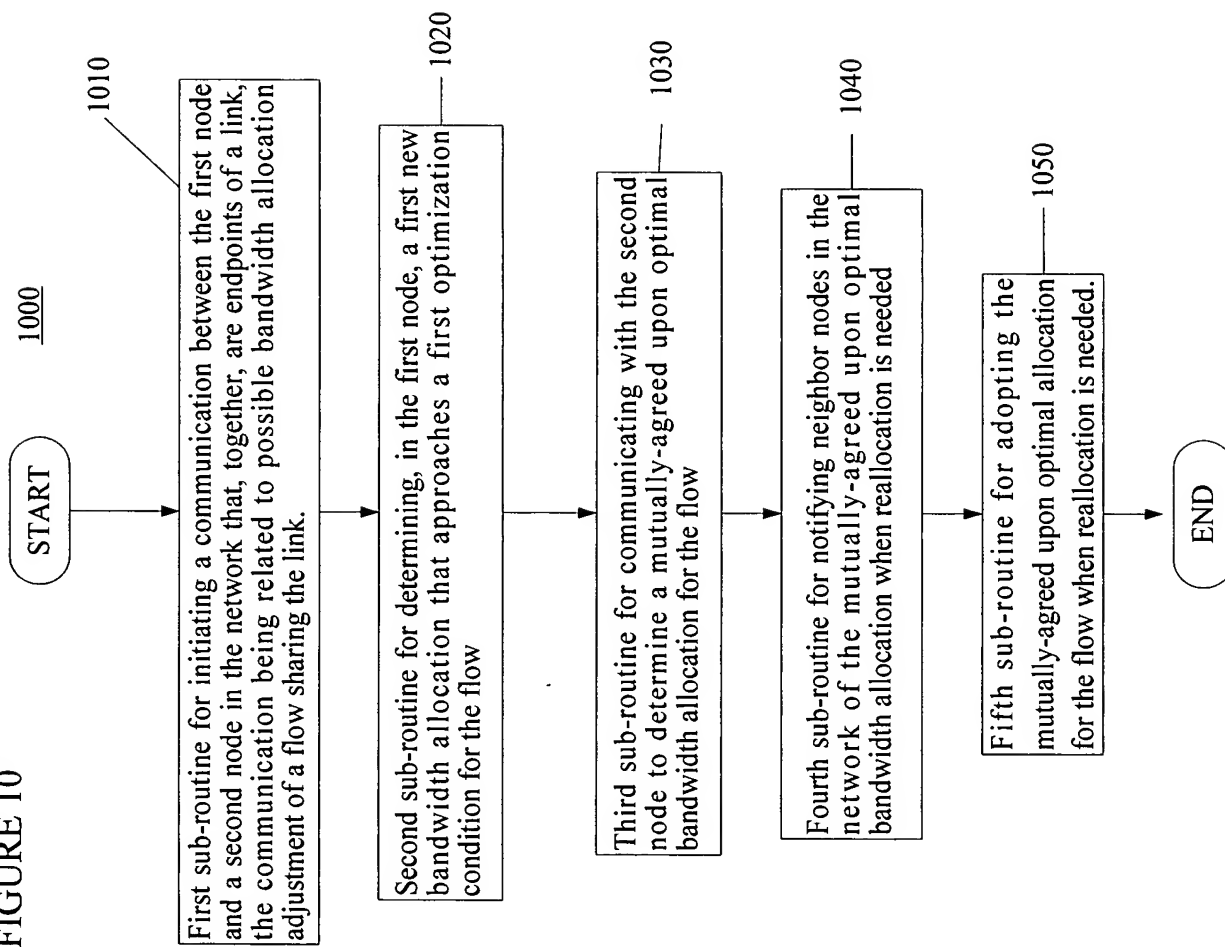 FIGURE 10
1000
START
1010
First sub-routine for initiating a communication between the first node
and a second node in the network that, together, are endpoints of a link,
the communication being related to possible bandwidth allocation
adjustment of a flow sharing the link.
1020
Second sub-routine for determining, in the first node, a first new
bandwidth allocation that approaches a first optimization
condition for the flow
1030
Third sub-routine for communicating with the second
node to determine a mutually-agreed upon optimal
bandwidth allocation for the flow
1040
Fourth sub-routine for notifying neighbor nodes in the
network of the mutually-agreed upon optimal
bandwidth allocation when reallocation is needed
1050
Fifth sub-routine for adopting the
mutually-agreed upon optimal allocation
for the flow when reallocation is needed.
END